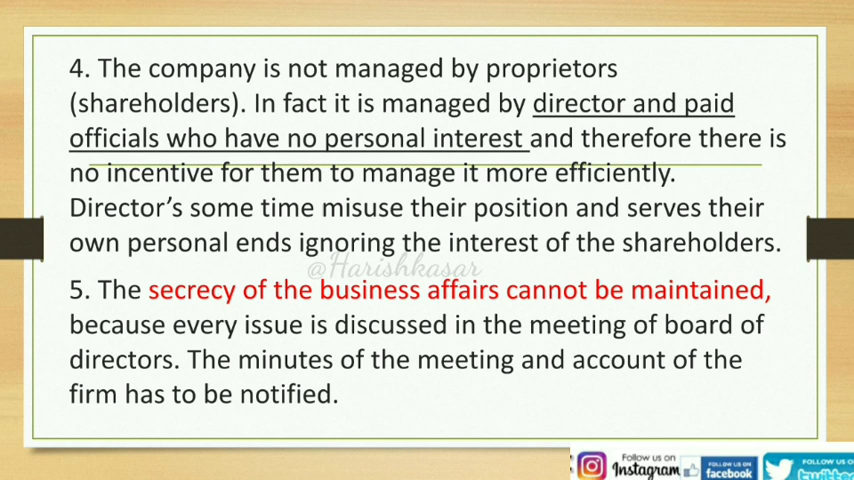 4. The company is not managed by proprietors
(shareholders). In fact it is managed by director and paid
officials who have no personal interest and therefore there is
no incentive for them to manage it more efficiently.
Director’s some time misuse their position and serves their
own personal ends ignoring the interest of the shareholders.
@Harishkasar
5. The secrecy of the business affairs cannot be maintained,
because every issue is discussed in the meeting of board of
directors. The minutes of the meeting and account of the
firm has to be notified.
Follow us on
Instagram
FOLLOW US ON
facebook
FOLLOW US O
twitte